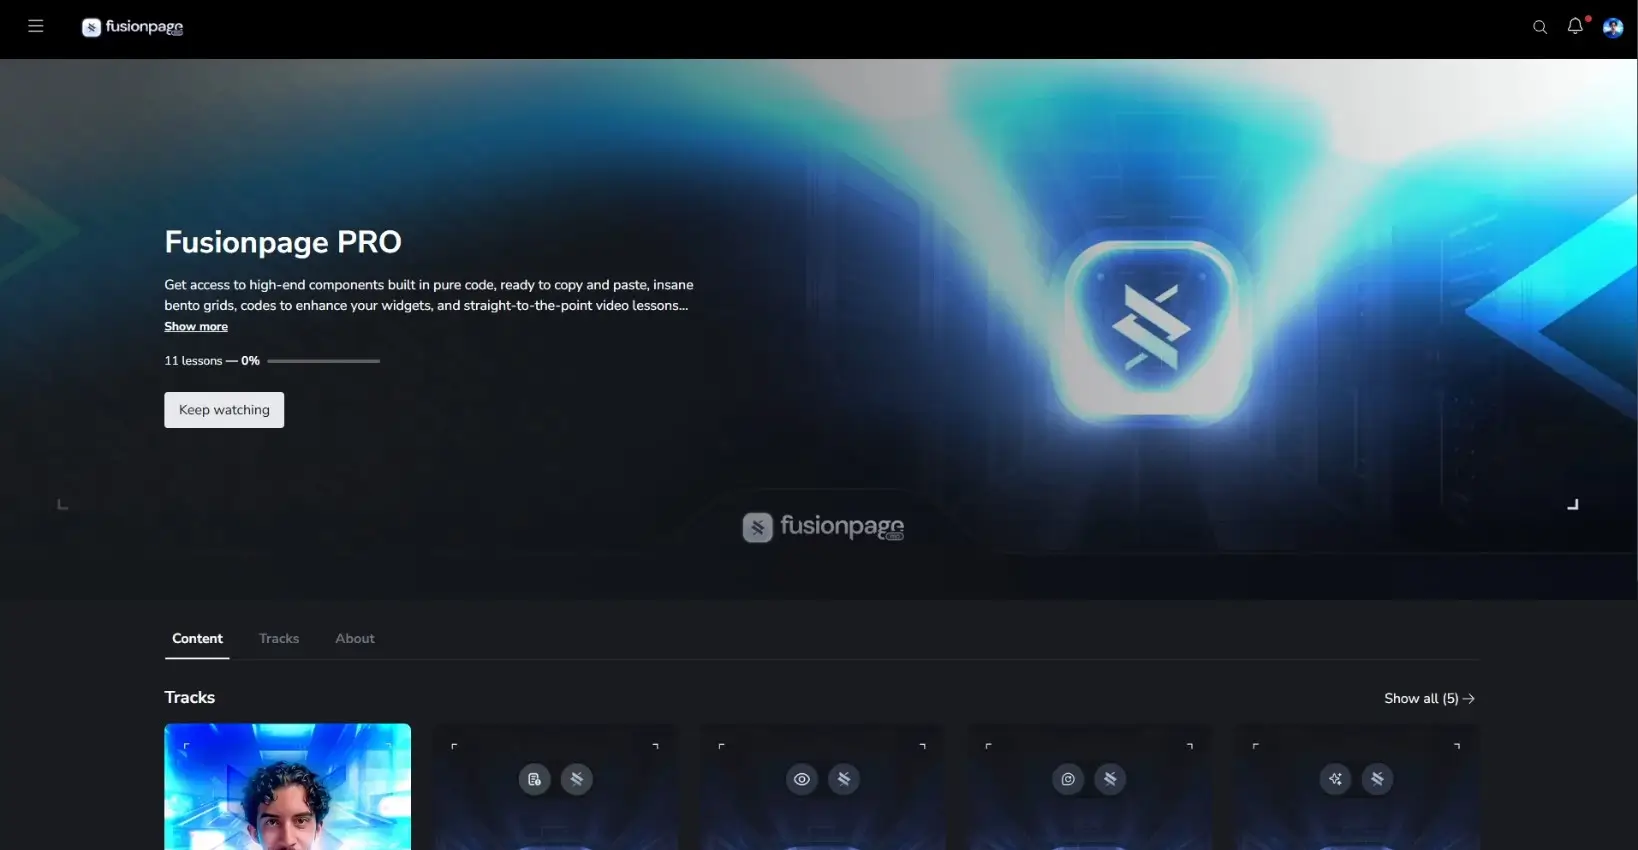 fusionpage
Fusionpage PRO
Get access to high-end components built in pure code, ready to copy and paste, insane
bento grids, codes to enhance your widgets, and straight-to-the-point video lessons...
Show more
11 lessons — 0%
Keep watching
fusionpage
Content
Tracks
About
Tracks
Show all (5)